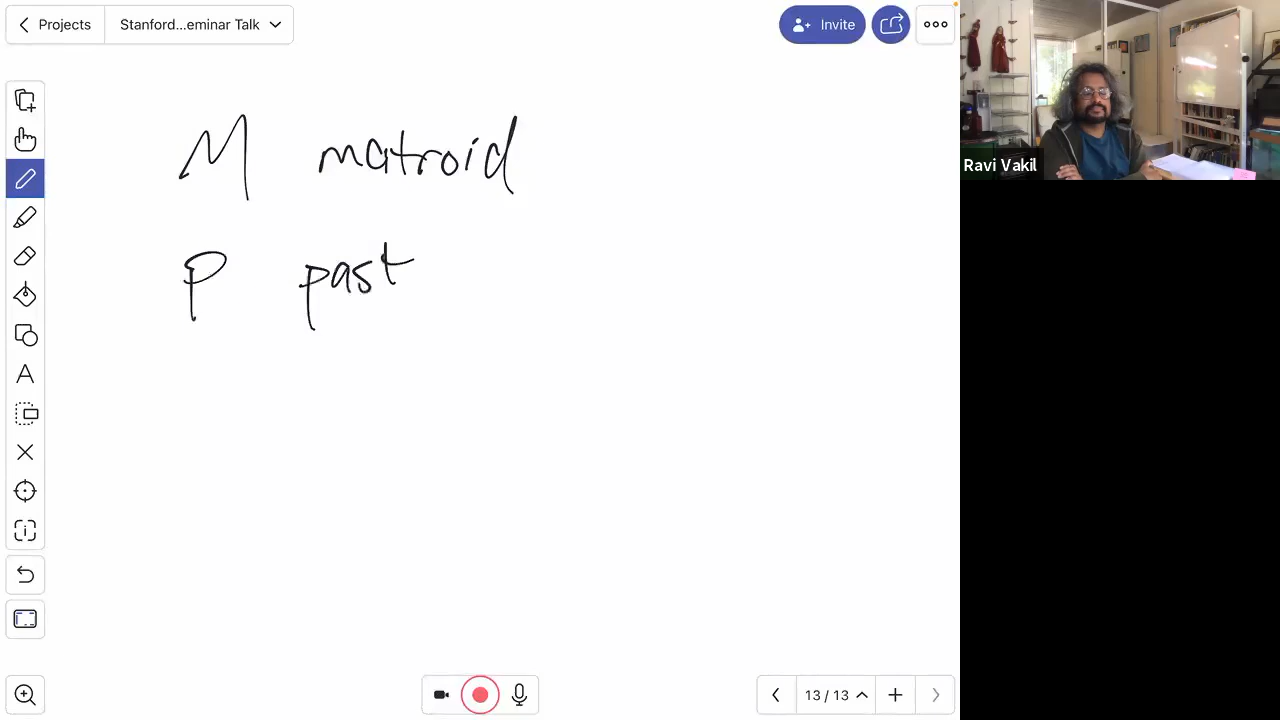 Projects
Stanford...eminar Talk
Invite
Ravi Vakil
M matroid
P past
A
13 / 13